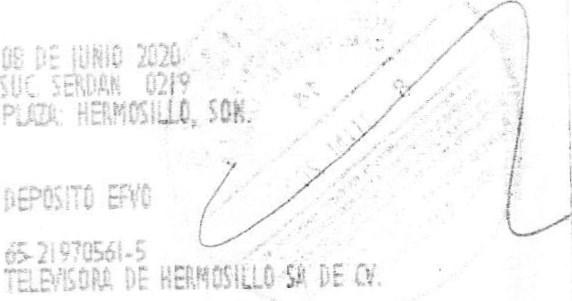 08 DE JUNIO 2020
SUC. SERDAN 0219
PLAZA: HERMOSILLO, SON.
DEPOSITO EFVO
65-21970561-5
TELEVISORA DE HERMOSILLO SA DE CV.